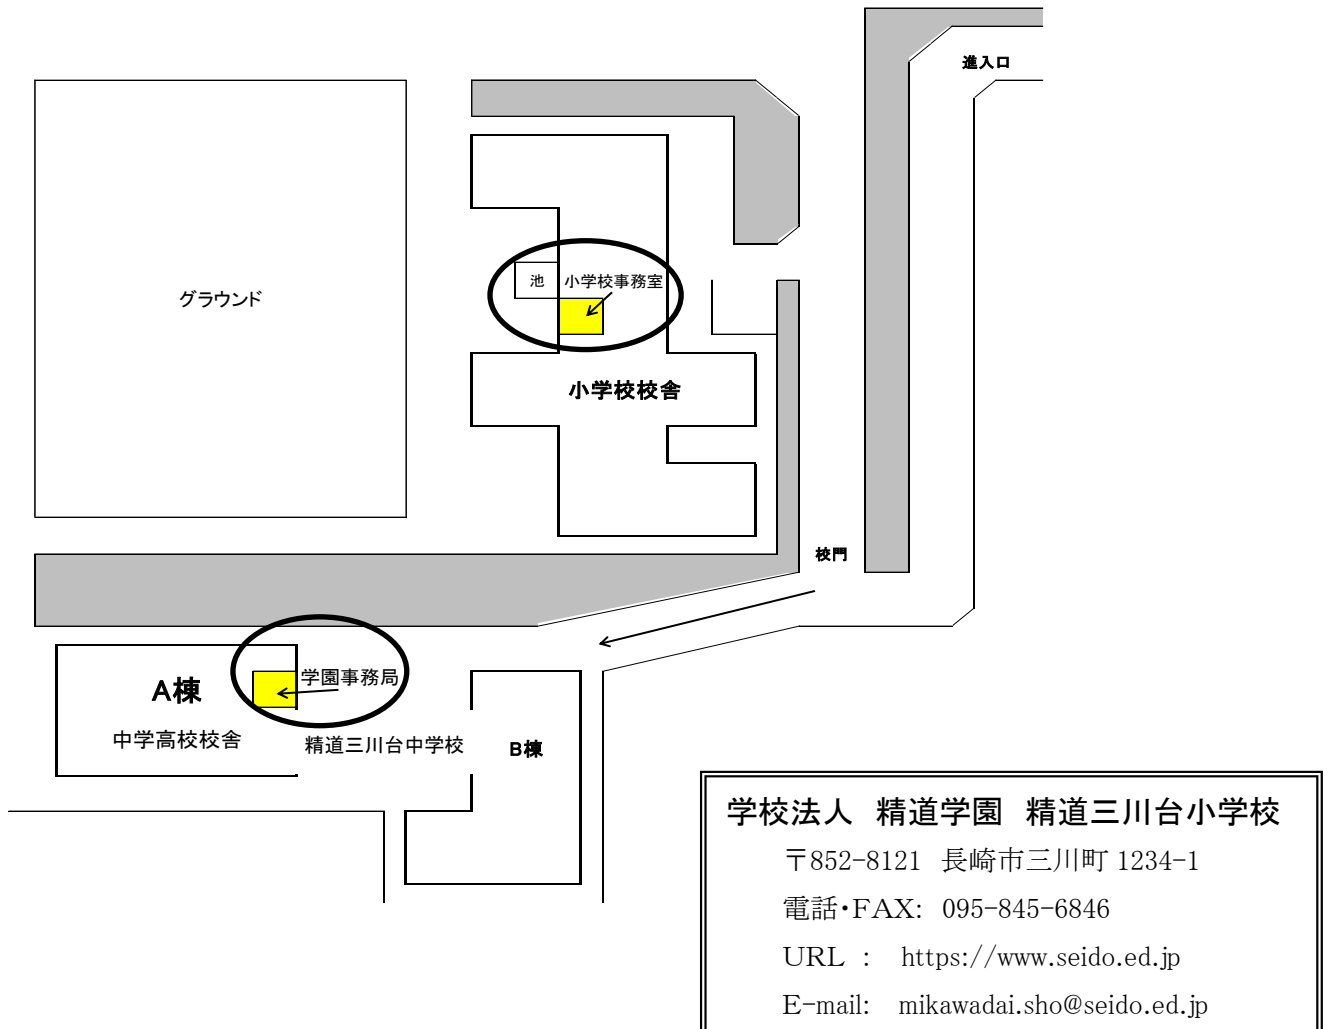 進入口
池
小学校事務室
グラウンド
小学校校舎
校門
学園事務局
A棟
中学高校校舎
精道三川台中学校
B棟
学校法人　精道学園　精道三川台小学校
〒852-8121　長崎市三川町 1234-1
電話・FAX:　095-845-6846
URL ：　https://www.seido.ed.jp
E-mail:　mikawadai.sho@seido.ed.jp